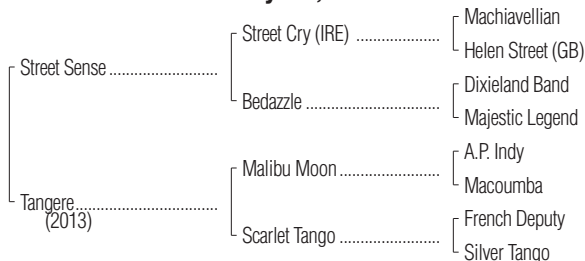 Machiavellian
Street Cry (IRE) ..................
Helen Street (GB)
Street Sense .......................
Dixieland Band
Bedazzle .............................
Majestic Legend
A.P. Indy
Malibu Moon .....................
Macoumba
Tangere..............................
(2013)
French Deputy
Scarlet Tango .....................
Silver Tango